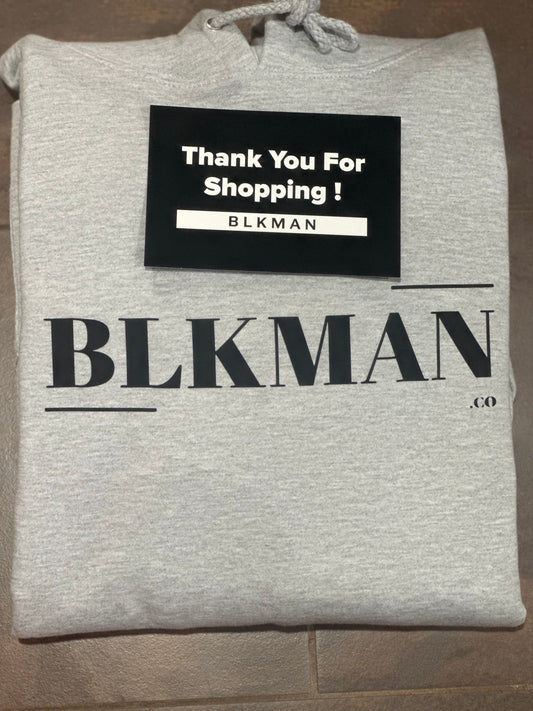 Thank You For
Shopping !
BLKMAN
BLKMAN
.co